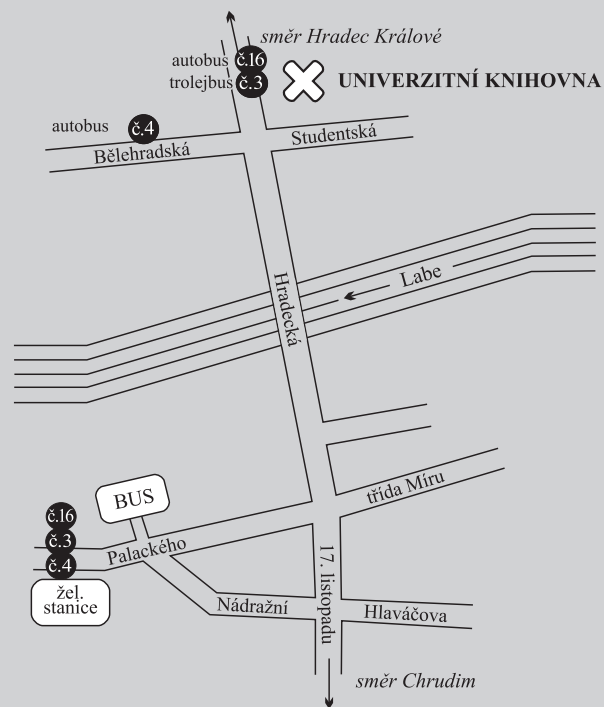 směr Hradec Králové
autobus č.16
trolejbus č.3
UNIVERZITNÍ KNIHOVNA
autobus č.4
Studentská
Bělehradská
Labe
Hradecká
třída Míru
BUS
č.16
č.3
Palackého
č.4
žel.
stanice
17. listopadu
Nádražní
Hlaváčova
směr Chrudim